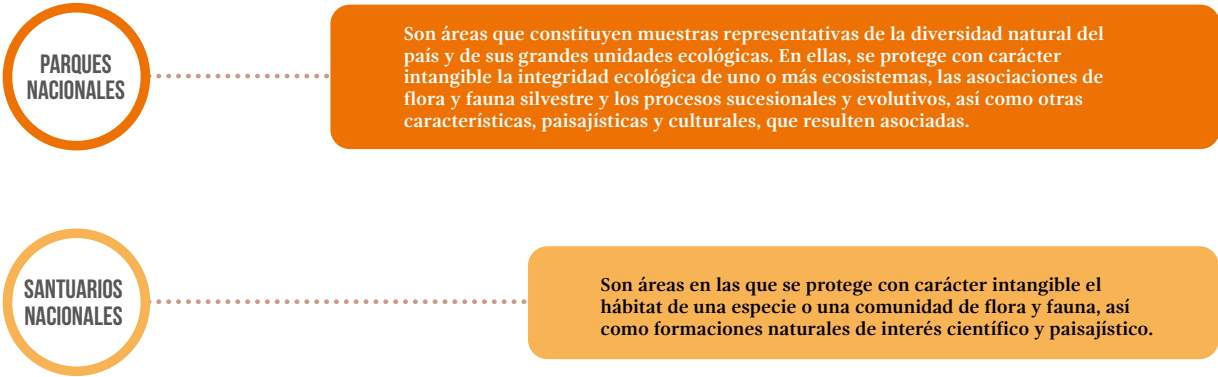 PARQUES
NACIONALES
Son áreas que constituyen muestras representativas de la diversidad natural del
país y de sus grandes unidades ecológicas. En ellas, se protege con carácter
intangible la integridad ecológica de uno o más ecosistemas, las asociaciones de
flora y fauna silvestre y los procesos sucesionales y evolutivos, así como otras
características, paisajísticas y culturales, que resulten asociadas.
SANTUARIOS
NACIONALES
Son áreas en las que se protege con carácter intangible el
hábitat de una especie o una comunidad de flora y fauna, así
como formaciones naturales de interés científico y paisajístico.